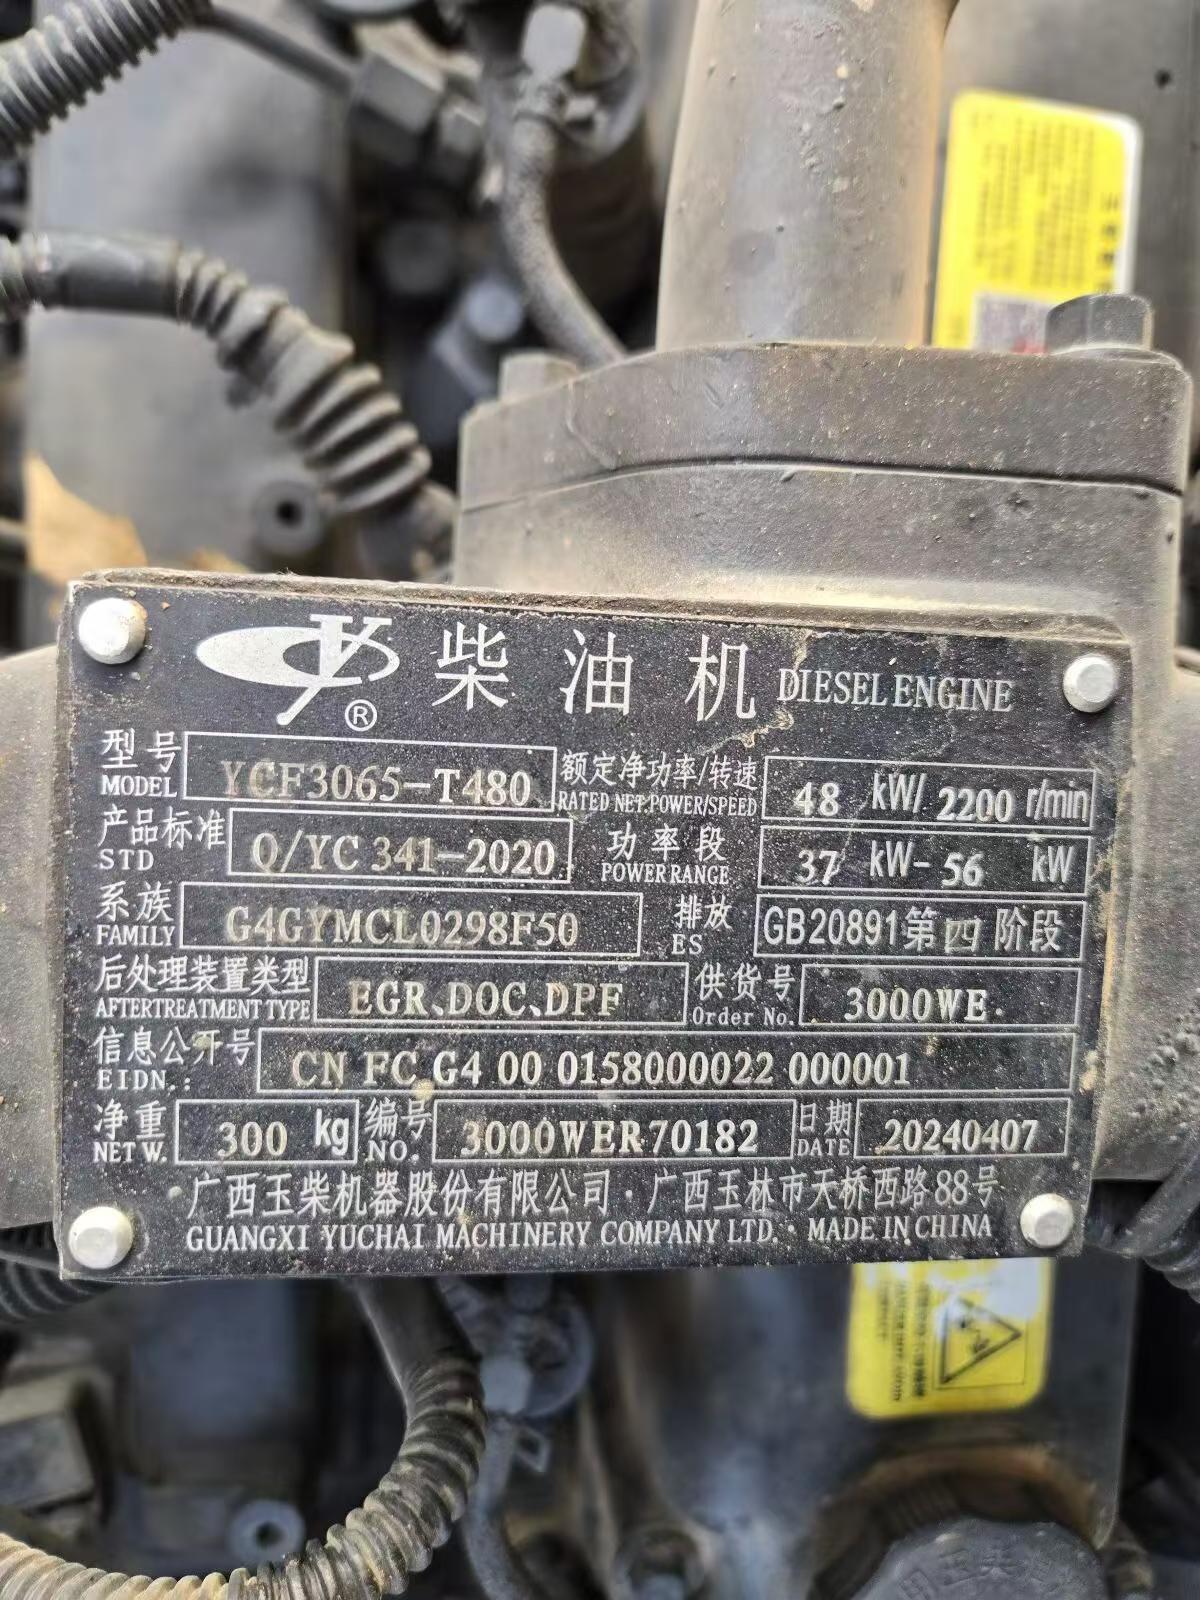 柴油机 DIESEL ENGINE
型号 MODEL YCF3065-T480 额定净功率/转速 RATED NET.POWER/SPEED 48 kW/ 2200 r/min
产品标准 STD Q/YC 341-2020 功率段 POWER RANGE 37 kW- 56 kW
系族 FAMILY G4GYMCL0298F50 排放 ES GB20891第四阶段
后处理装置类型 AFTERTREATMENT TYPE EGR、DOC、DPF 供货号 Order No. 3000WE
信息公开号 EIDN.: CN FC G4 00 0158000022 000001
净重 NET W. 300 kg 编号 NO. 3000WER70182 日期 DATE 20240407
广西玉柴机器股份有限公司·广西玉林市天桥西路88号
GUANGXI YUCHAI MACHINERY COMPANY LTD.·MADE IN CHINA